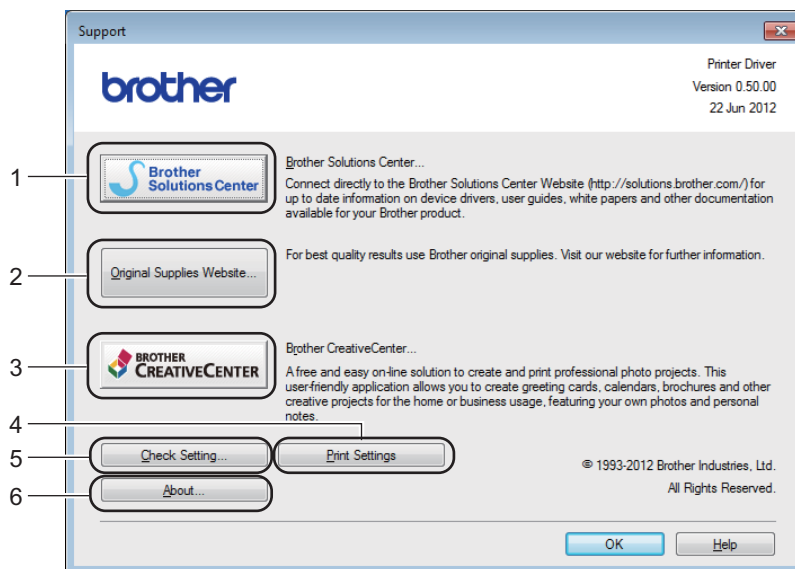 Support
brother
Printer Driver
Version 0.50.00
22 Jun 2012
1
Brother
Solutions Center
Brother Solutions Center...
Connect directly to the Brother Solutions Center Website (http://solutions.brother.com/) for
up to date information on device drivers, user guides, white papers and other documentation
available for your Brother product.
2
Original Supplies Website...
For best quality results use Brother original supplies. Visit our website for further information.
3
BROTHER
CREATIVECENTER
Brother CreativeCenter...
A free and easy on-line solution to create and print professional photo projects. This
user-friendly application allows you to create greeting cards, calendars, brochures and other
creative projects for the home or business usage, featuring your own photos and personal
notes.
4
5
Check Setting...
Print Settings
© 1993-2012 Brother Industries, Ltd.
6
About...
All Rights Reserved.
OK
Help